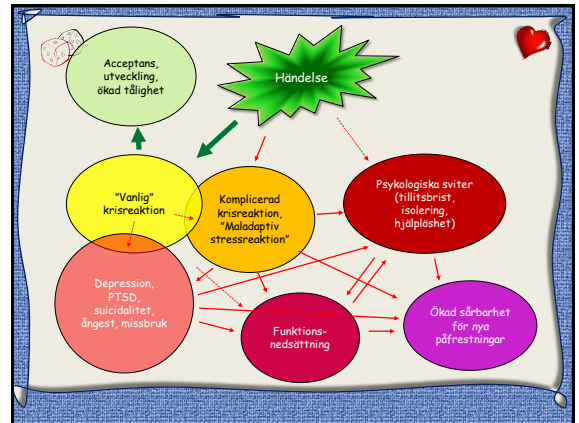 Acceptans,
utveckling,
ökad tålighet
Händelse
"Vanlig"
krisreaktion
Komplicerad
krisreaktion,
"Maladaptiv
stressreaktion"
Psykologiska sviter
(tillitsbrist,
isolering,
hjälplöshet)
Depression,
PTSD,
suicidalitet,
ångest, missbruk
Funktions-
nedsättning
Ökad sårbarhet
för nya
påfrestningar